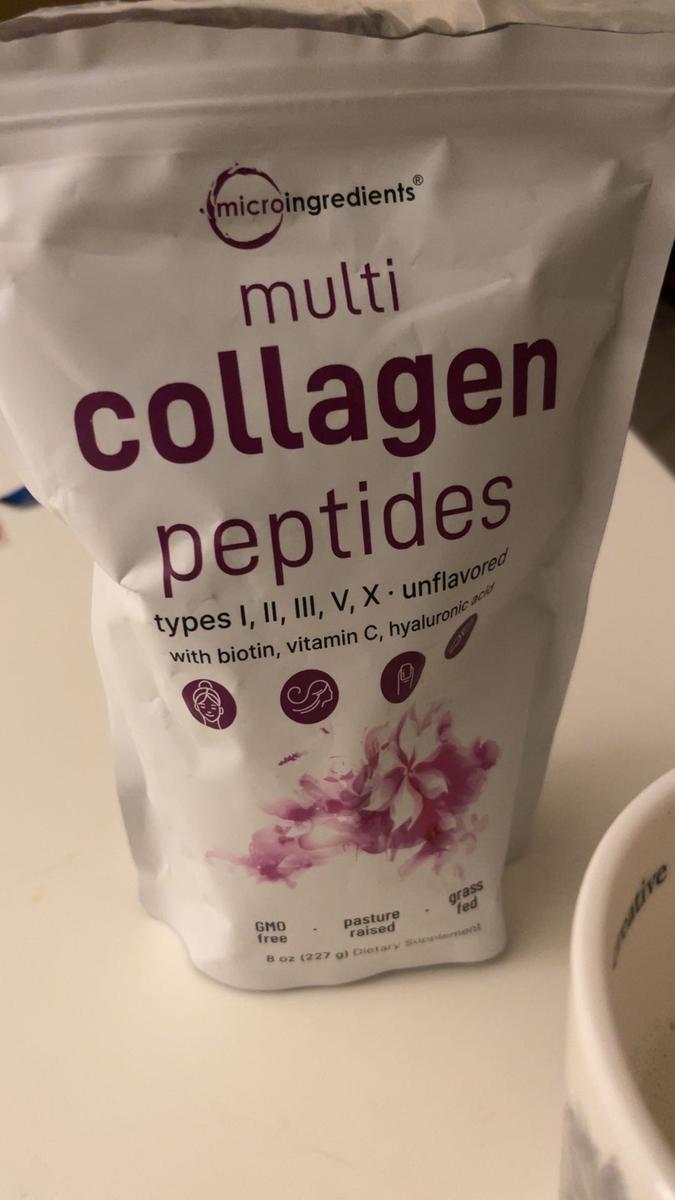 microingredients®
multi
collagen
peptides
types I, II, III, V, X · unflavored
with biotin, vitamin C, hyaluronic acid
GMO free · pasture raised · grass fed
8 oz (227 g) Dietary Supplement